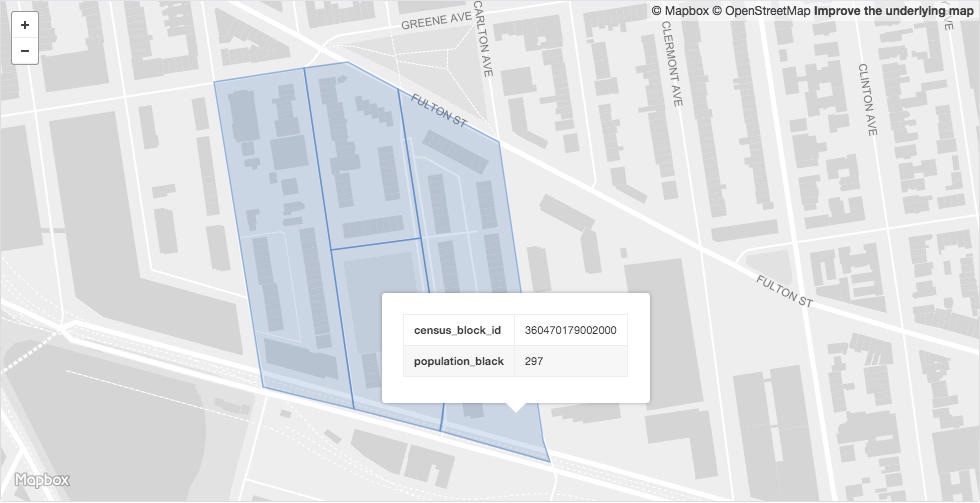 © Mapbox © OpenStreetMap Improve the underlying map
+
−
GREENE AVE
CARLTON AVE
CLERMONT AVE
CLINTON AVE
VE
FULTON ST
FULTON ST
census_block_id 360470179002000
population_black 297
Mapbox